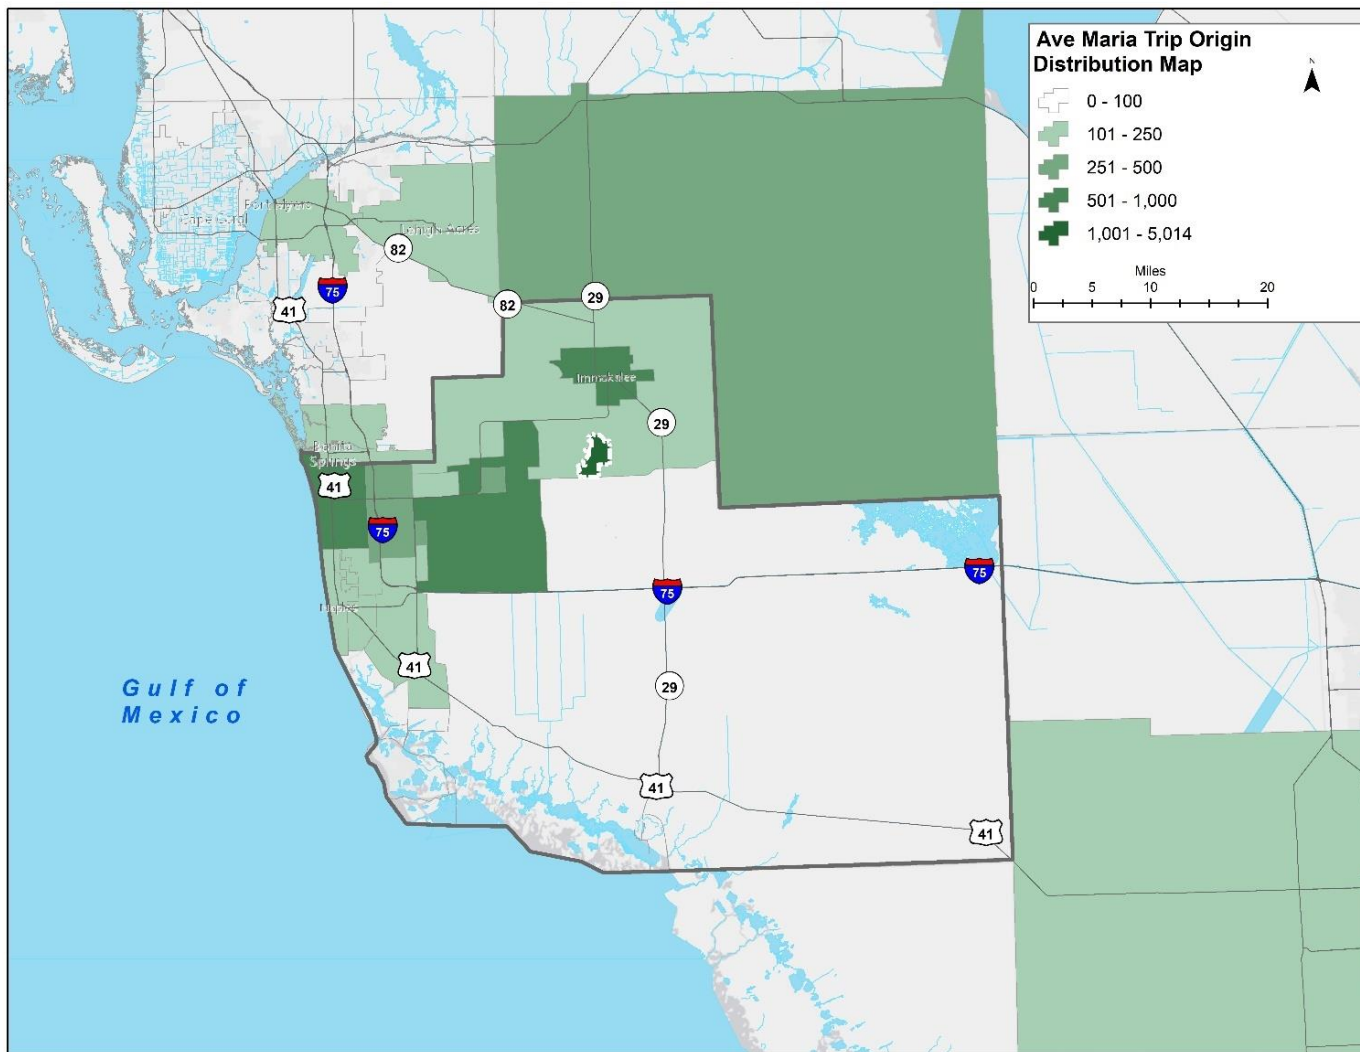 Ave Maria Trip Origin
Distribution Map
N
0 - 100
101 - 250
251 - 500
501 - 1,000
1,001 - 5,014
Miles
0 5 10 20
Fort Myers
Cape Coral
Lehigh Acres
82
75
41
82
29
Immokalee
29
Bonita
Springs
41
75
75
75
Naples
41
29
Gulf of
Mexico
41
41